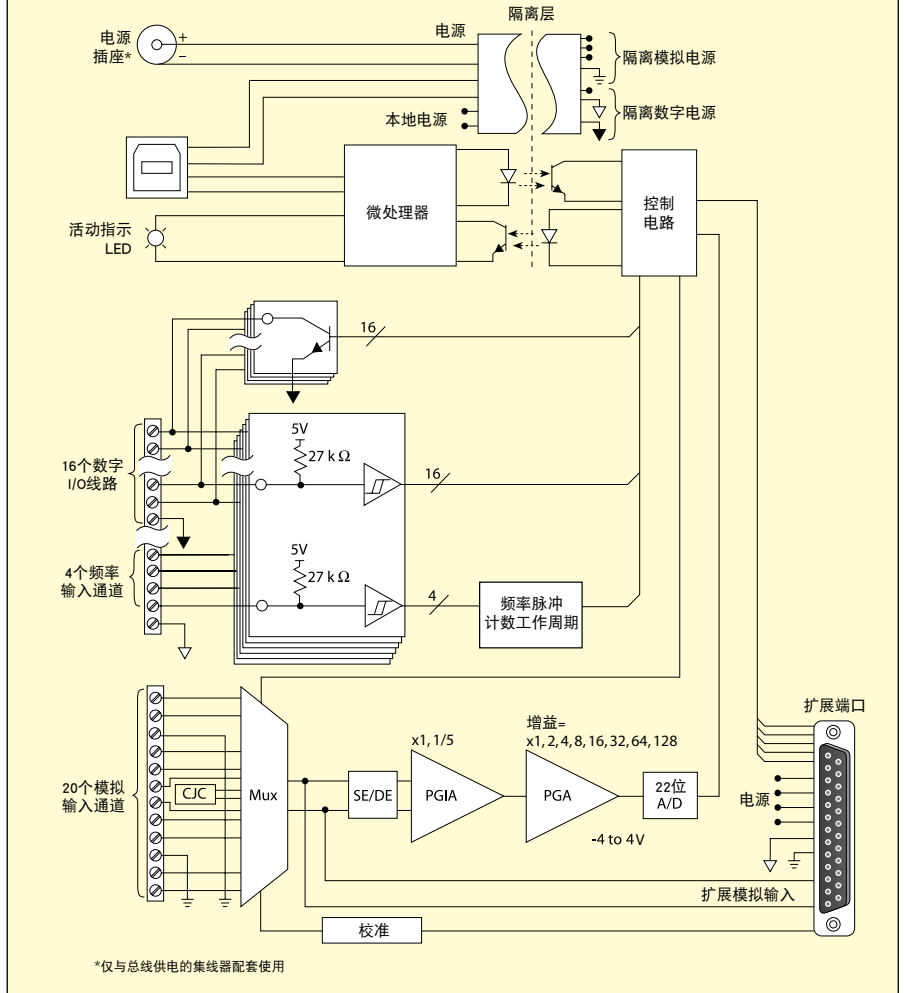 隔离层
电源
插座*
+
−
电源
隔离模拟电源
隔离数字电源
本地电源
微处理器
控制
电路
活动指示
LED
16
5V
27 k Ω
16
16个数字
I/O线路
5V
27 k Ω
4
4个频率
输入通道
频率脉冲
计数工作周期
扩展端口
增益=
x1, 1/5
x1, 2, 4, 8, 16, 32, 64, 128
20个模拟
输入通道
CJC
Mux
SE/DE
PGIA
PGA
22位
A/D
电源
-4 to 4V
扩展模拟输入
校准
*仅与总线供电的集线器配套使用